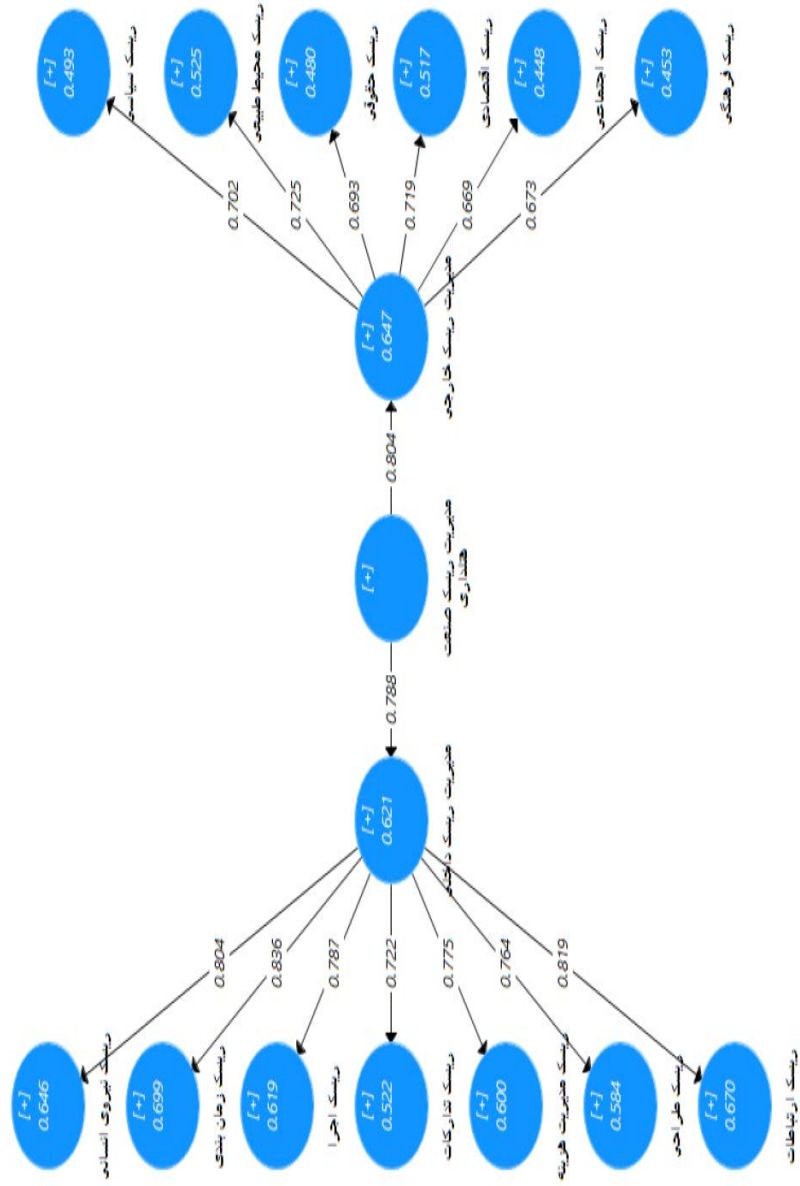 [+]
0.646
ریسک نیروی انسانی
[+]
0.699
ریسک زمان بندی
[+]
0.619
ریسک اجرا
[+]
0.522
ریسک تدارکات
[+]
0.600
ریسک مدیریت هزینه
[+]
0.584
ریسک طراحی
[+]
0.670
ریسک ارتباطات
0.804
0.836
0.787
0.722
0.775
0.764
0.819
[+]
0.621
مدیریت ریسک داخلی
0.788
[+]
مدیریت ریسک صنعت
هتلداری
0.804
[+]
0.647
مدیریت ریسک خارجی
0.702
0.725
0.693
0.719
0.669
0.673
[+]
0.493
ریسک سیاسی
[+]
0.525
ریسک محیط طبیعی
[+]
0.480
ریسک حقوقی
[+]
0.517
ریسک اقتصادی
[+]
0.448
ریسک اجتماعی
[+]
0.453
ریسک فرهنگی